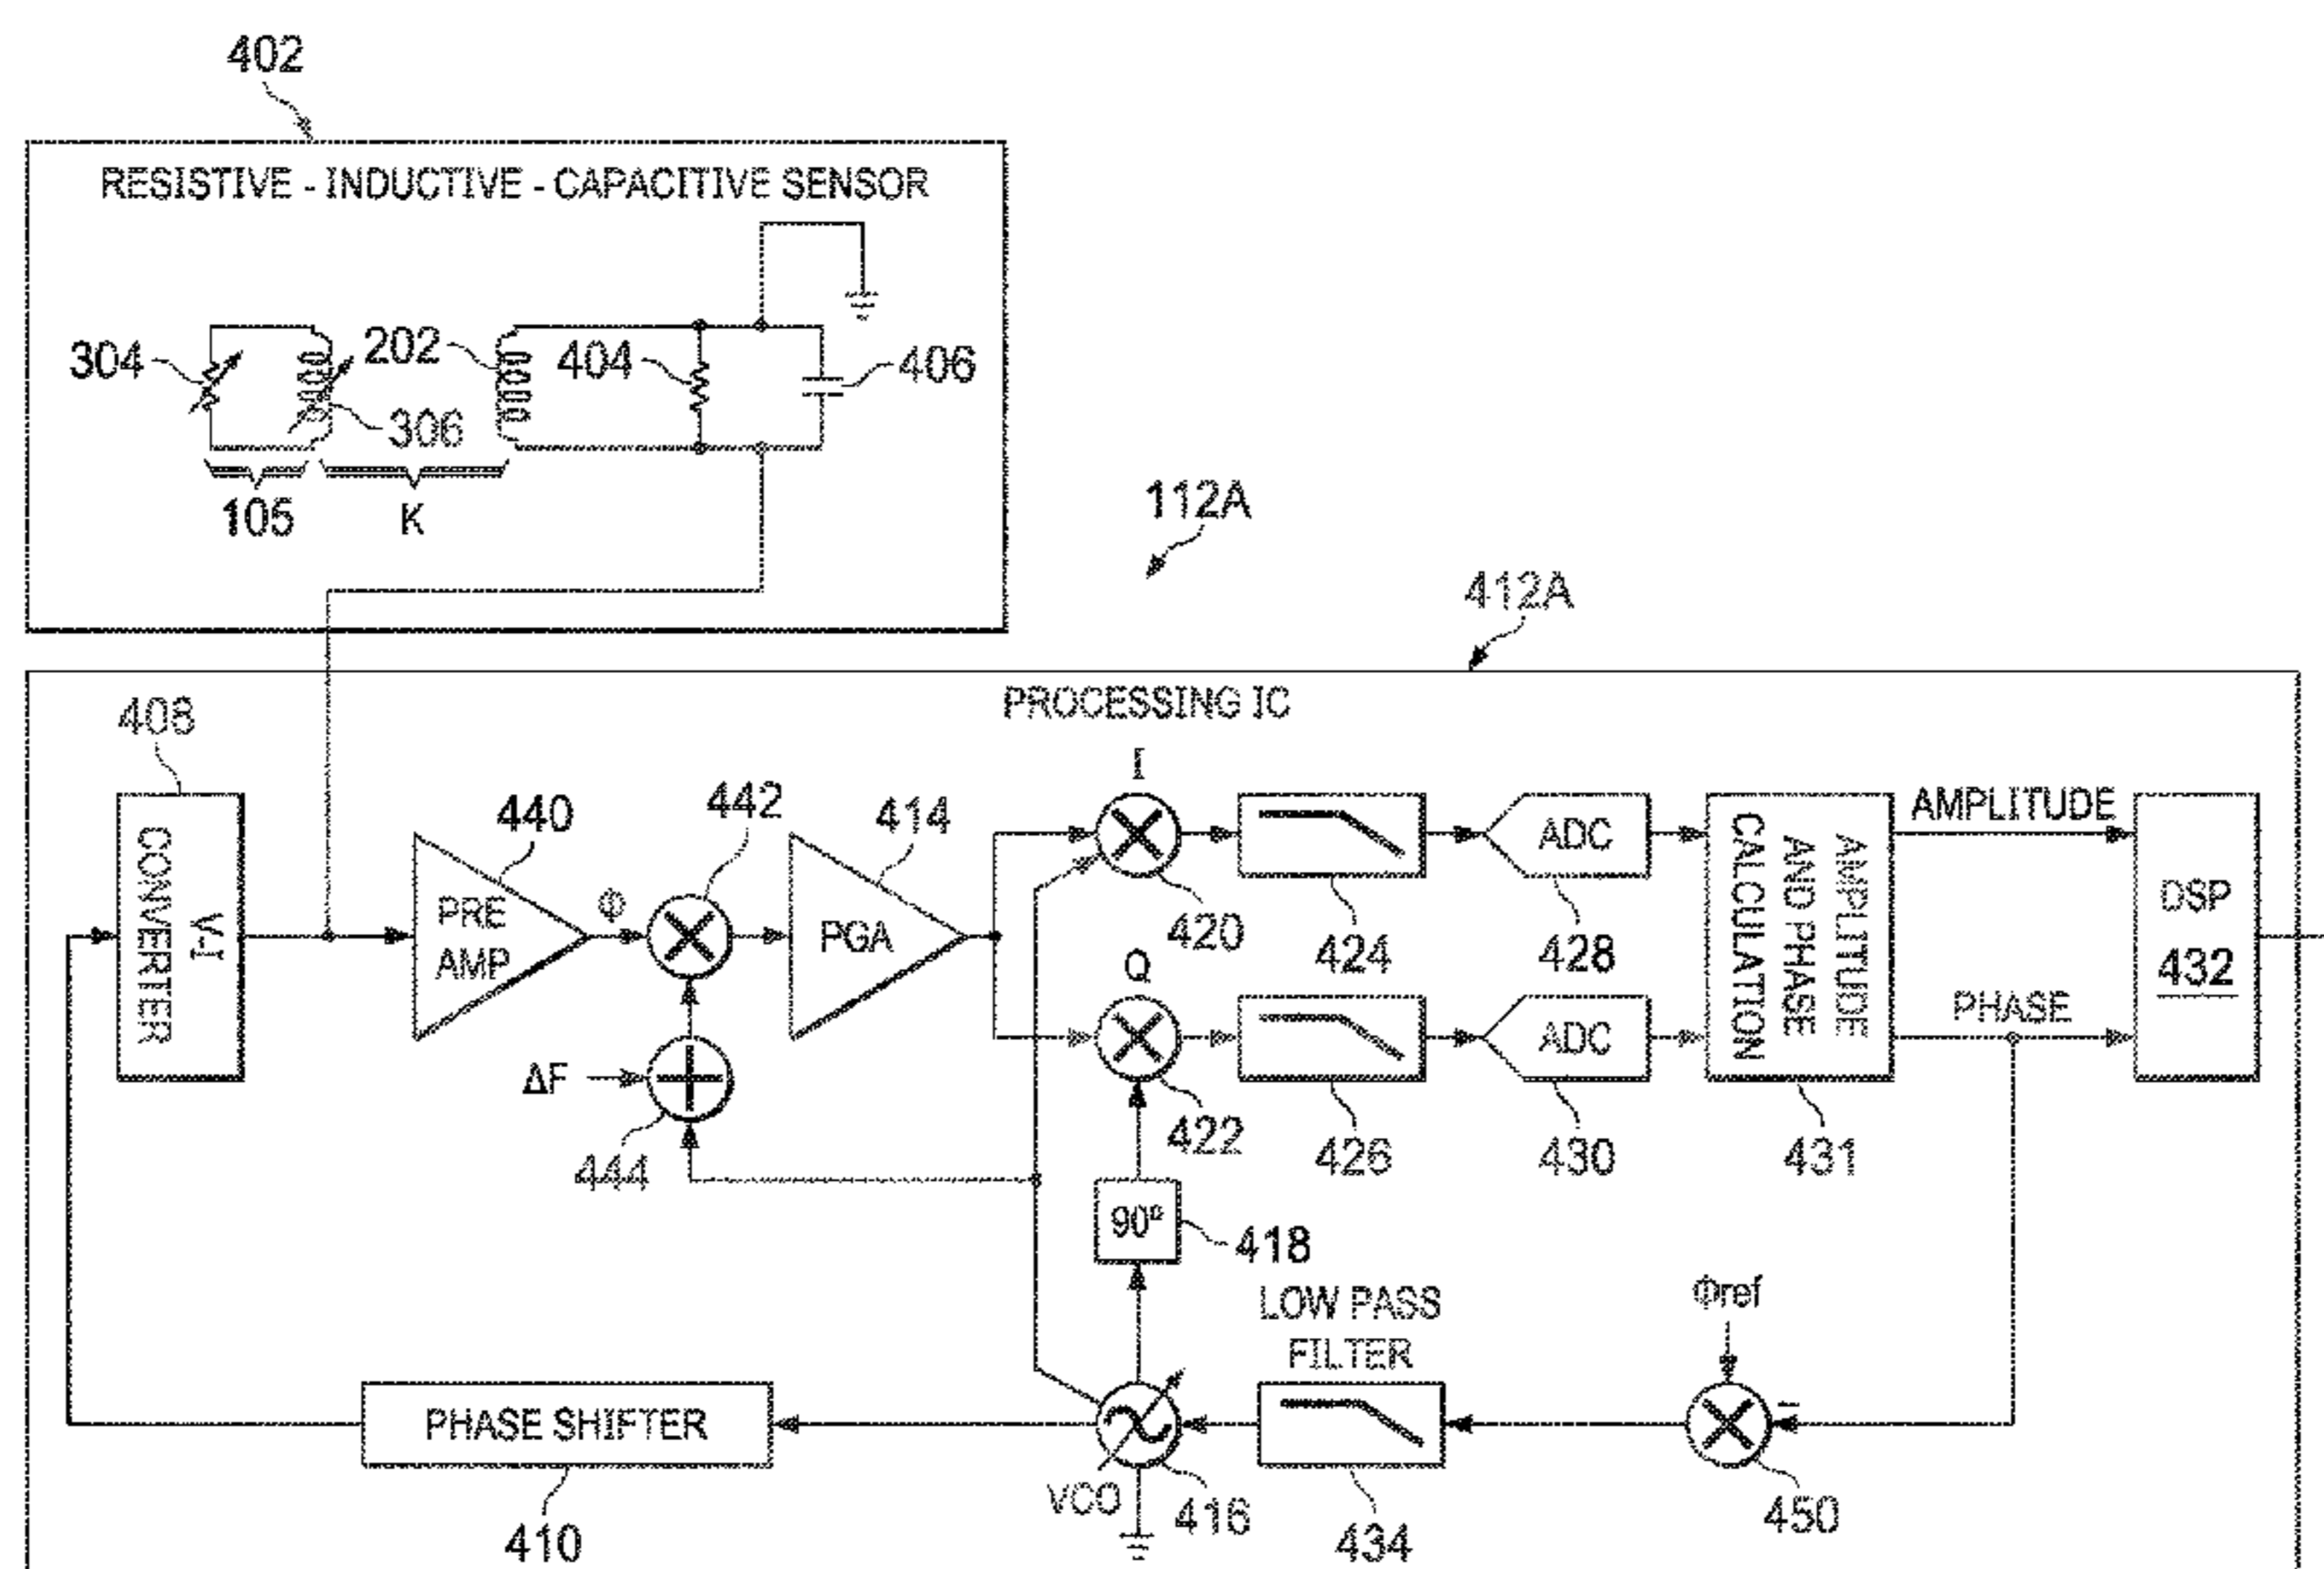 402
RESISTIVE - INDUCTIVE - CAPACITIVE SENSOR
304
202
404
406
306
105
K
112A
412A
PROCESSING IC
408
V-I
CONVERTER
440
PRE
AMP
Φ
442
414
PGA
I
420
424
ADC
428
AMPLITUDE
AND PHASE
CALCULATION
431
AMPLITUDE
DSP
432
PHASE
ΔF
444
Q
422
426
ADC
430
90º
418
LOW PASS
FILTER
Φref
PHASE SHIFTER
410
VCO
416
434
–
450